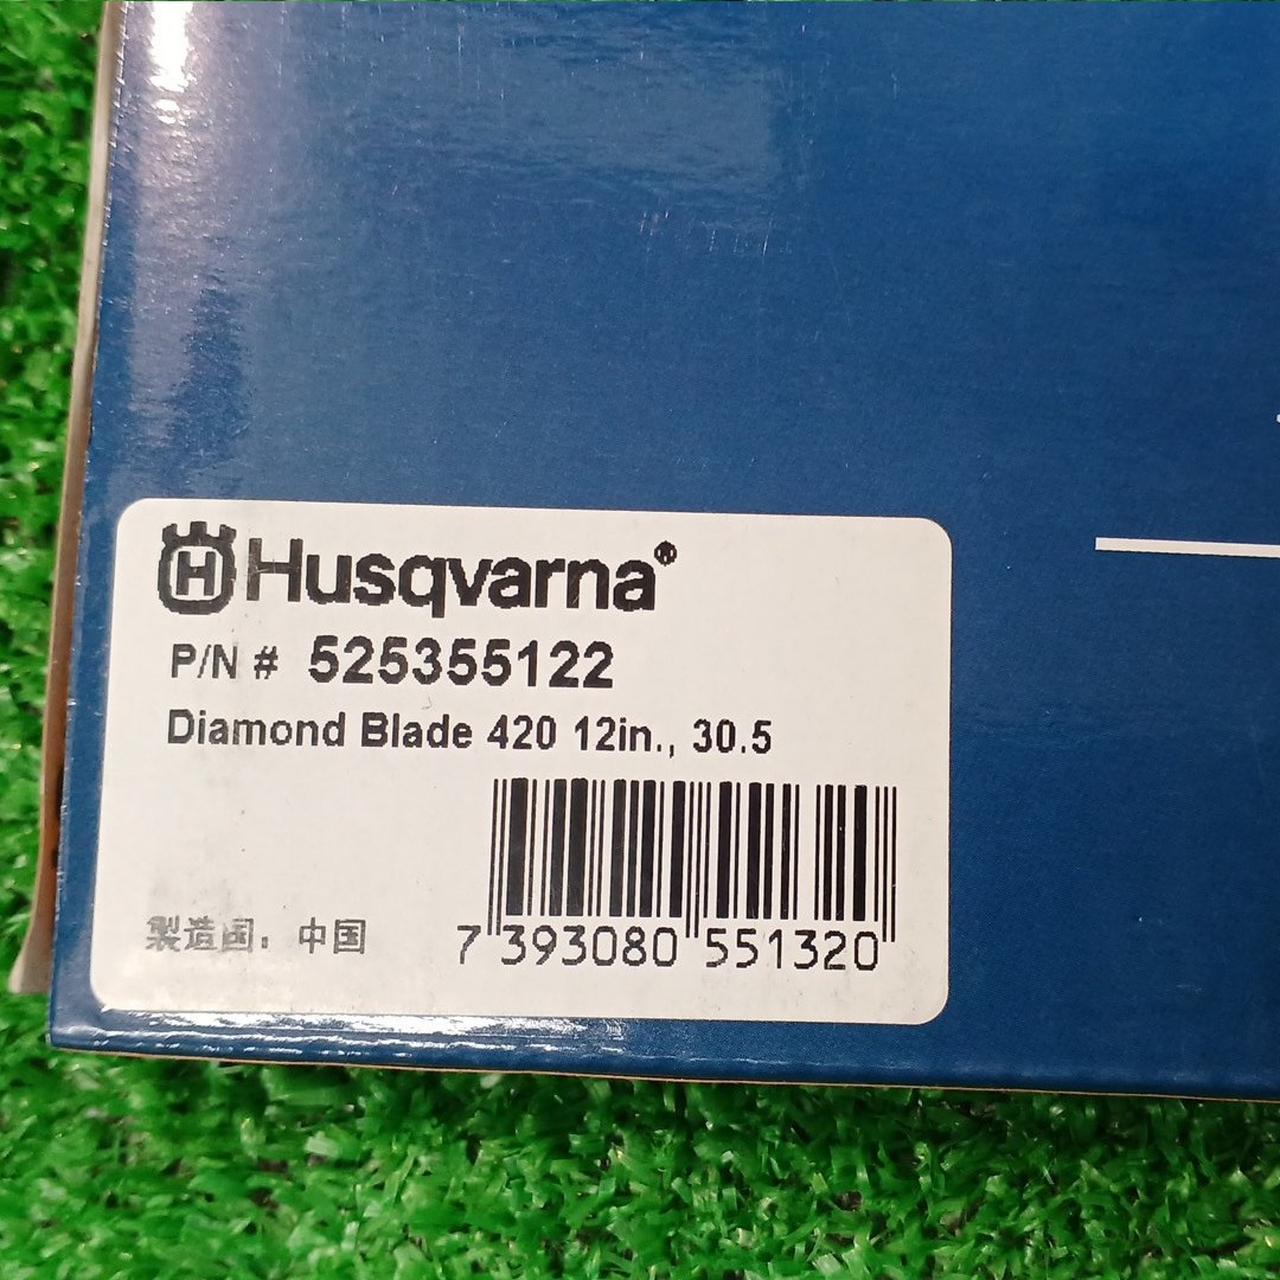 Husqvarna®
P/N # 525355122
Diamond Blade 420 12in., 30.5
製造国: 中国
7 393080 551320